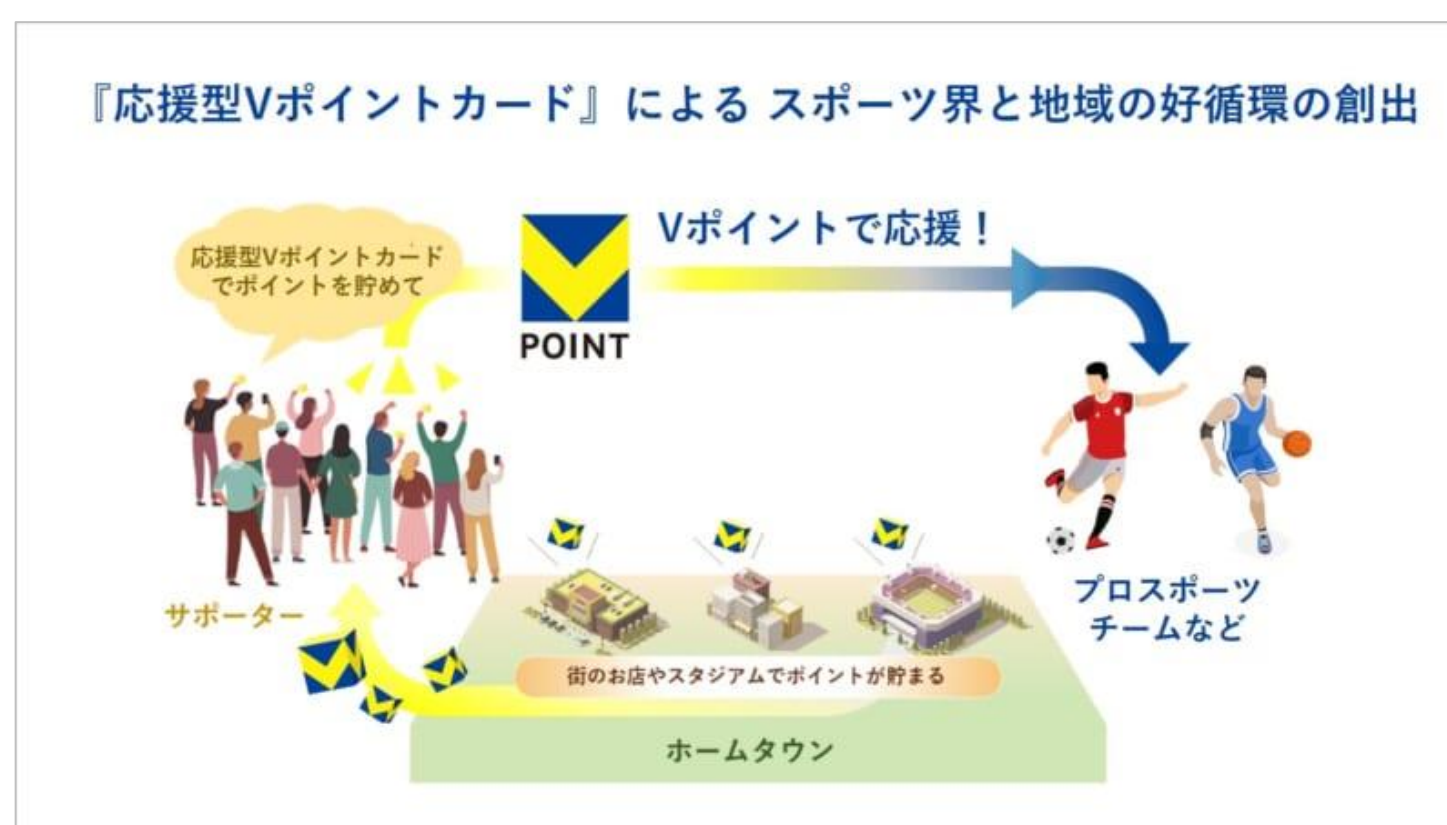 『応援型Vポイントカード』による スポーツ界と地域の好循環の創出
Vポイントで応援！
応援型Vポイントカード
でポイントを貯めて
POINT
サポーター
プロスポーツ
チームなど
街のお店やスタジアムでポイントが貯まる
ホームタウン